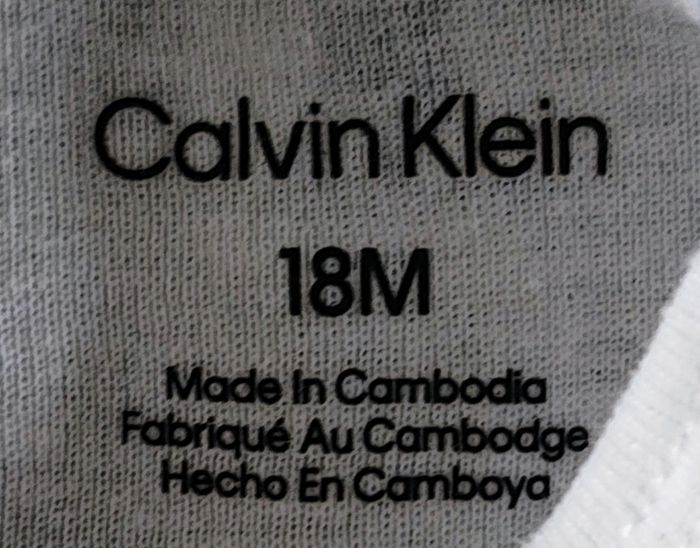 Calvin Klein
18M
Made In Cambodia
Fabriqué Au Cambodge
Hecho En Camboya